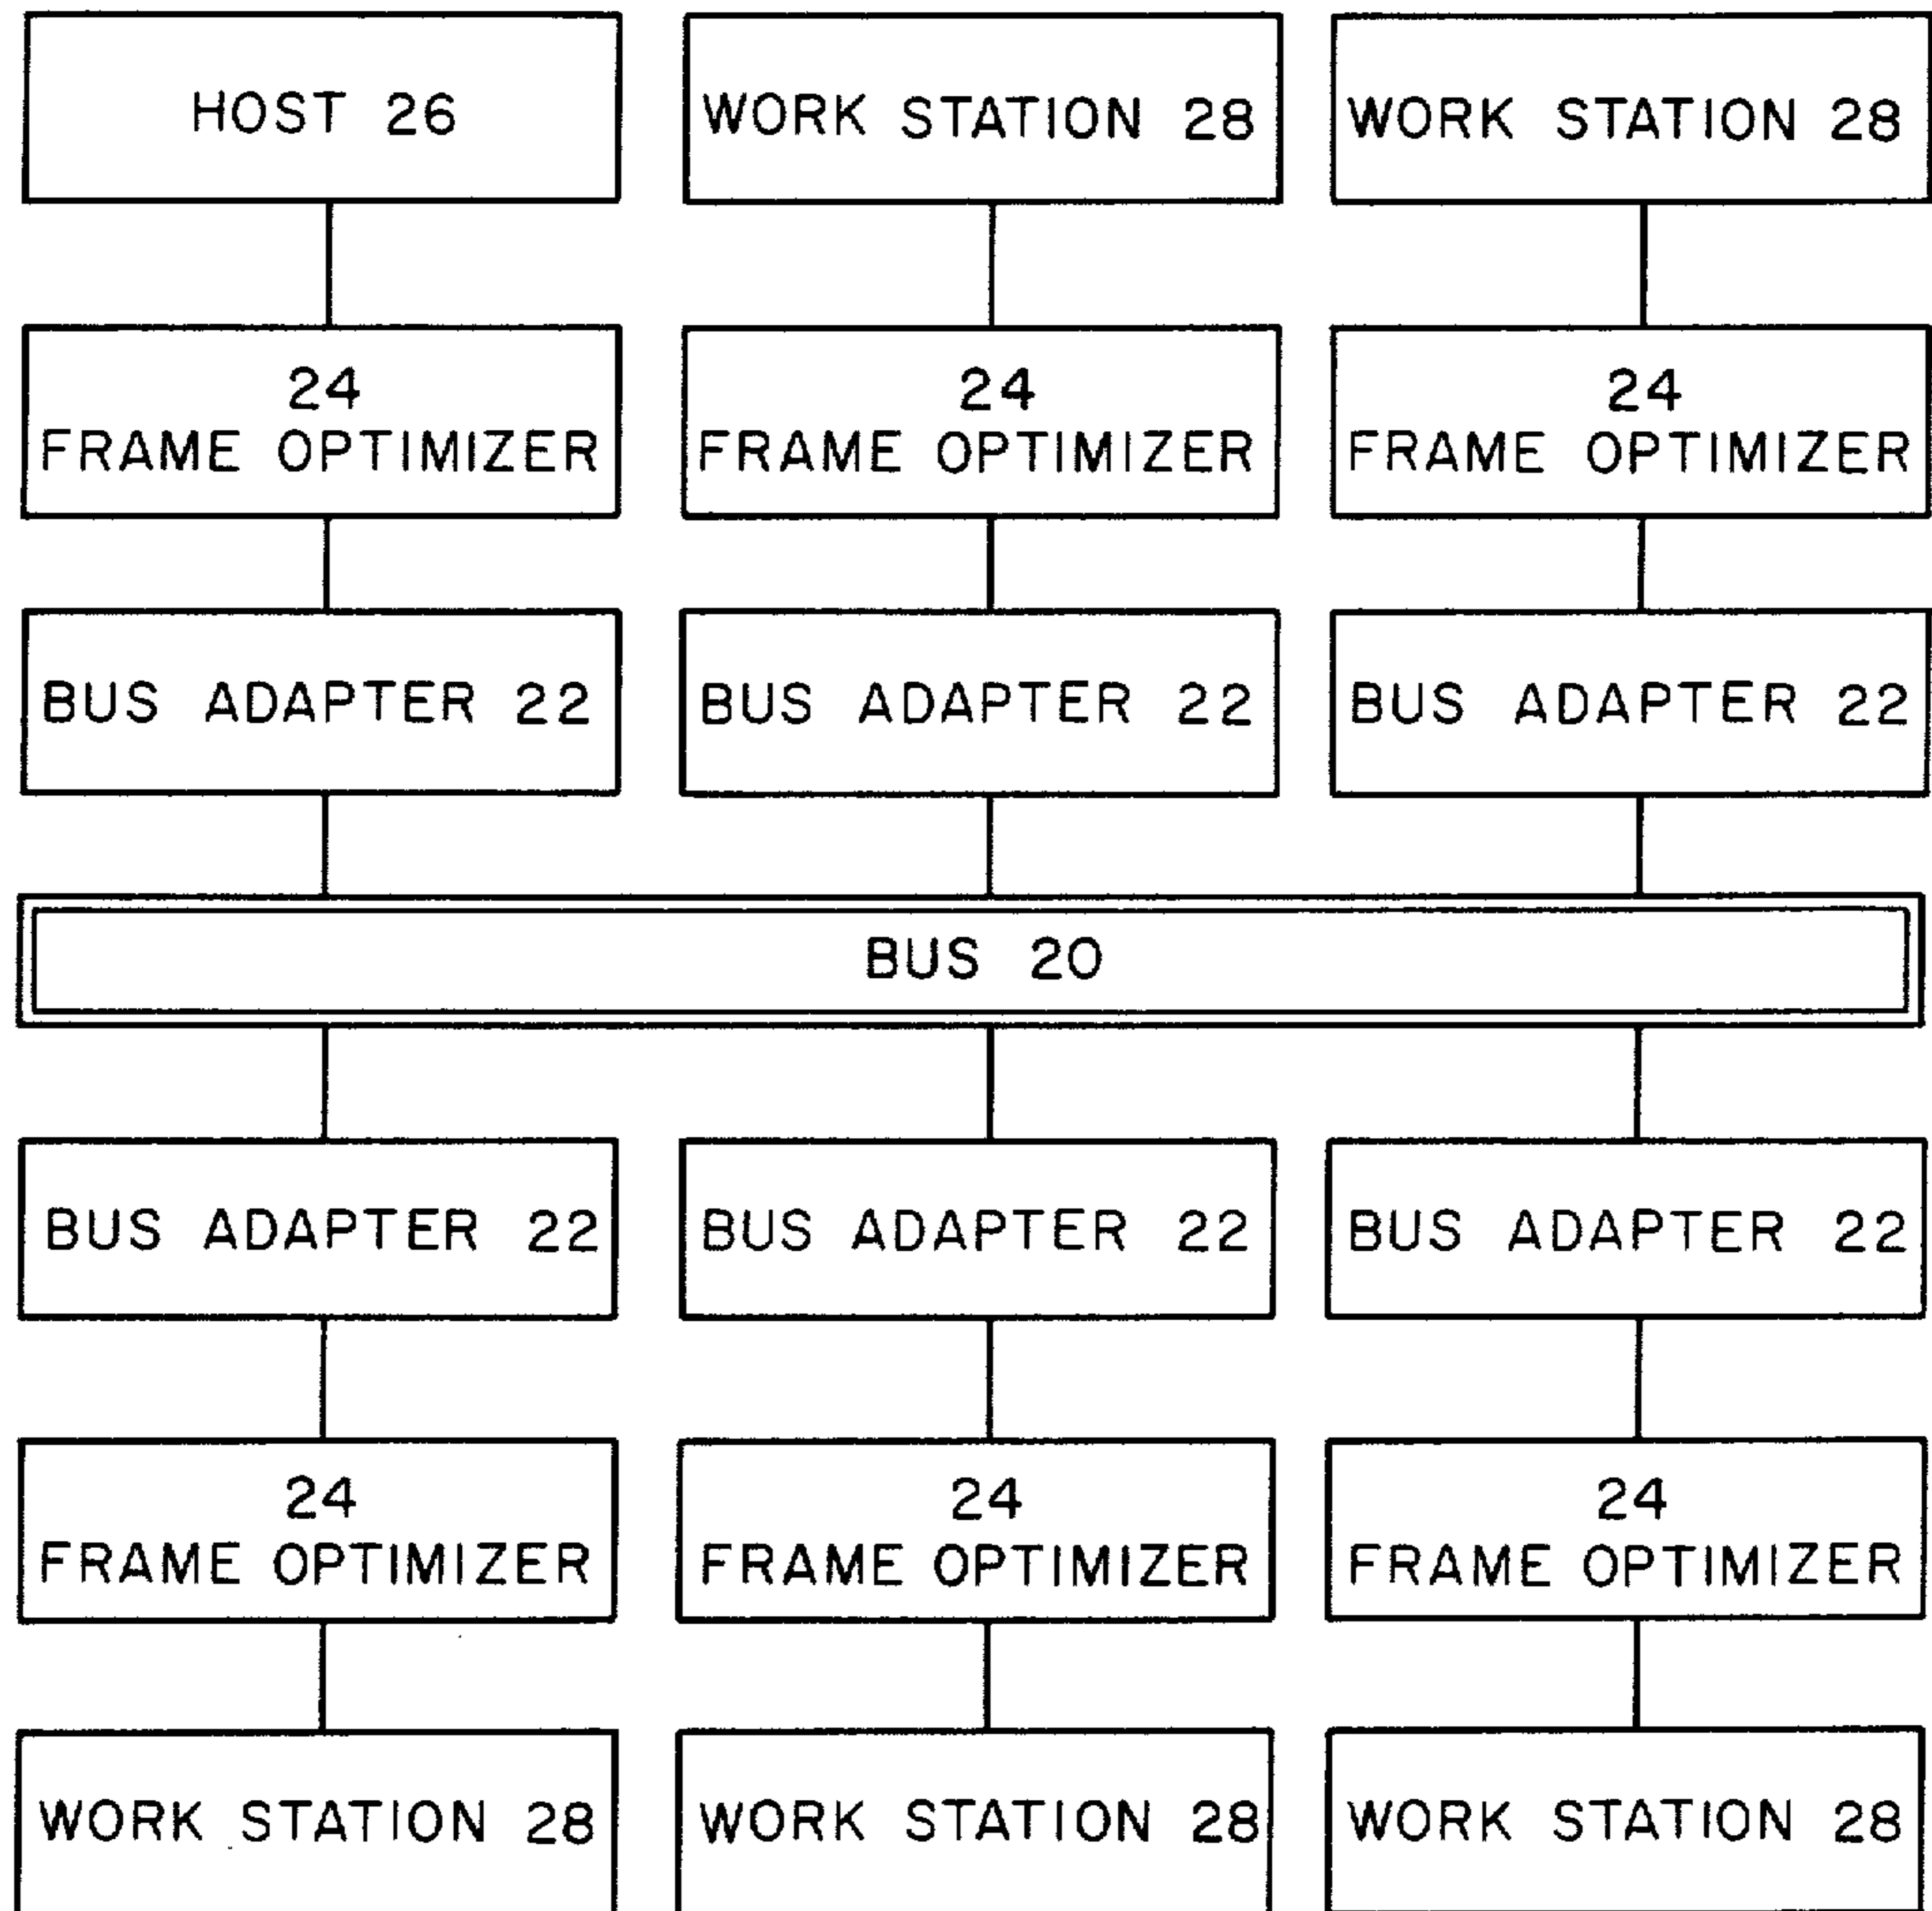 HOST 26
WORK STATION 28
WORK STATION 28
24
FRAME OPTIMIZER
24
FRAME OPTIMIZER
24
FRAME OPTIMIZER
BUS ADAPTER 22
BUS ADAPTER 22
BUS ADAPTER 22
BUS 20
BUS ADAPTER 22
BUS ADAPTER 22
BUS ADAPTER 22
24
FRAME OPTIMIZER
24
FRAME OPTIMIZER
24
FRAME OPTIMIZER
WORK STATION 28
WORK STATION 28
WORK STATION 28